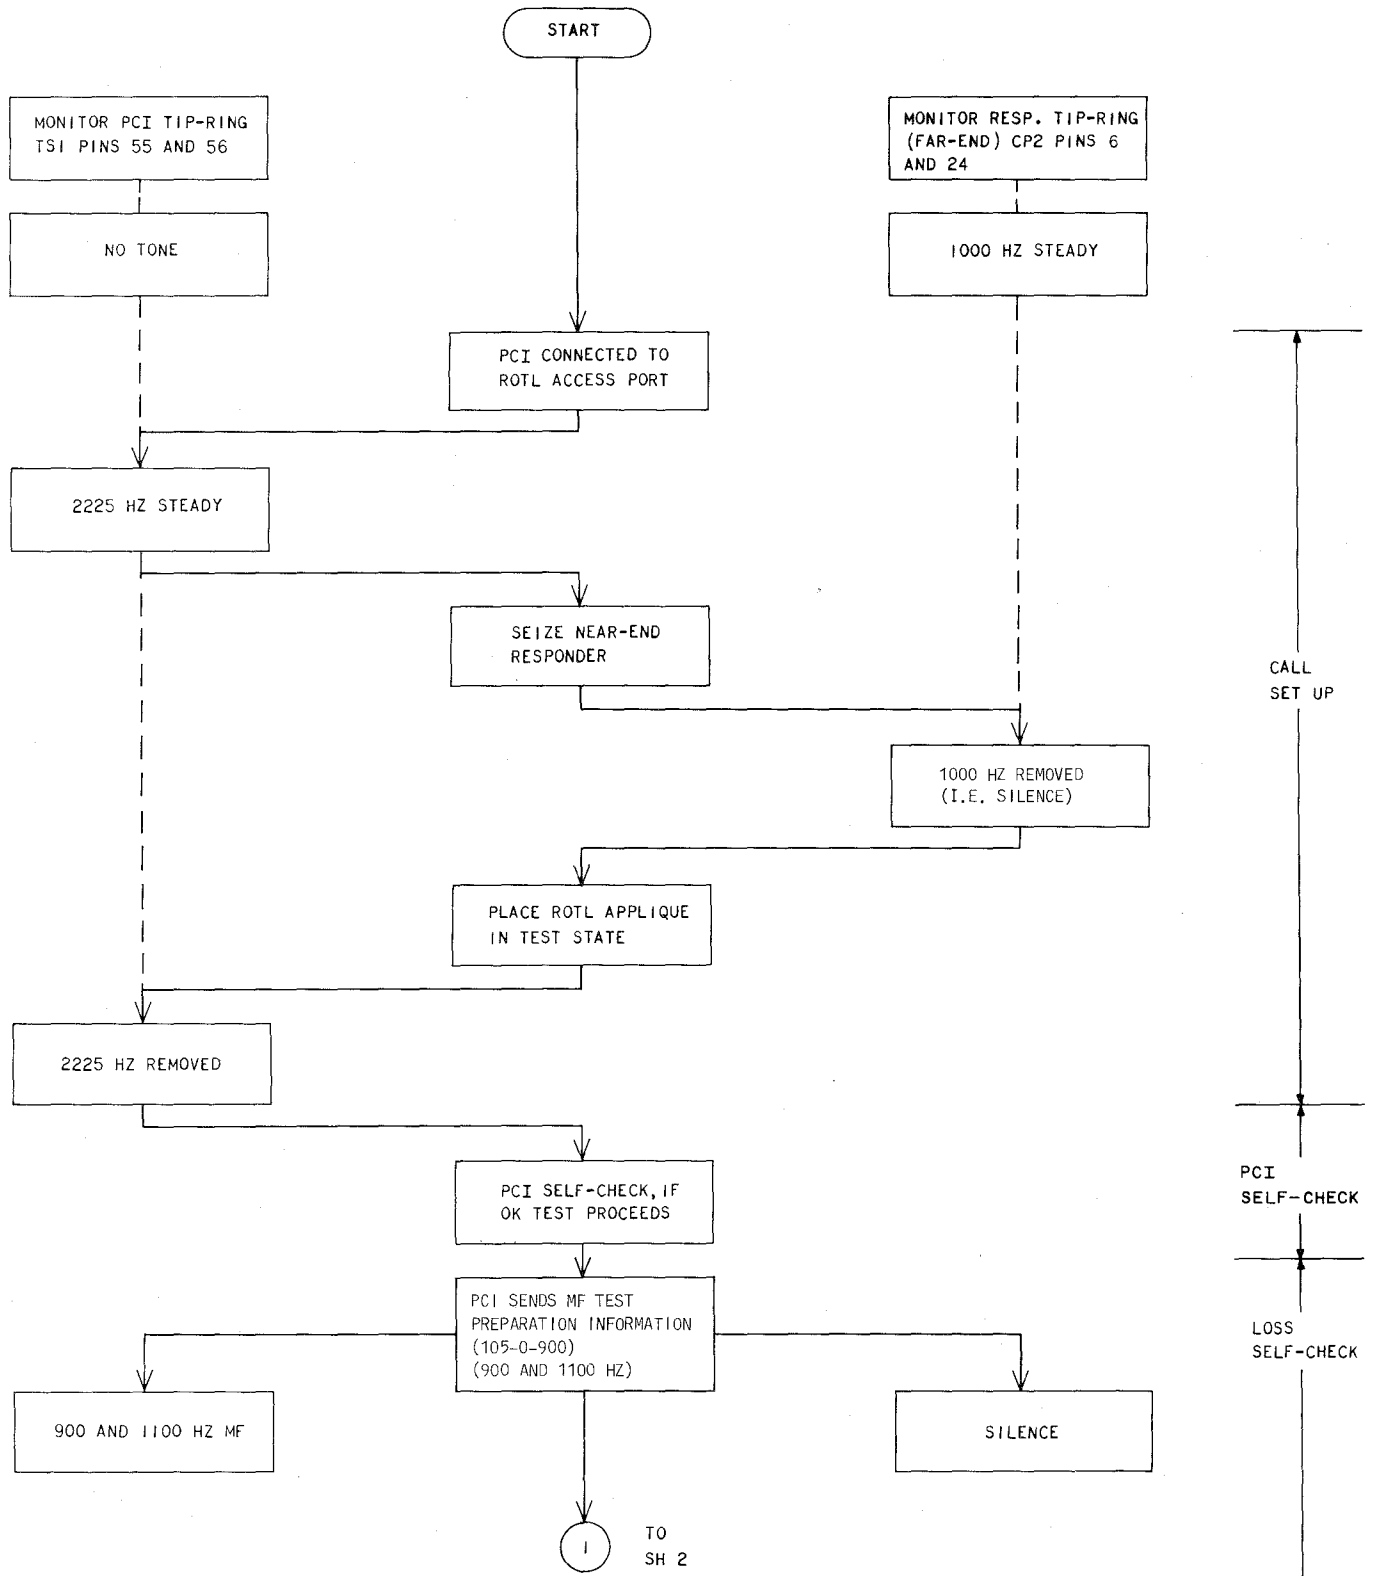 START
MONITOR PCI TIP-RING
TSI PINS 55 AND 56
MONITOR RESP. TIP-RING
(FAR-END) CP2 PINS 6
AND 24
NO TONE
1000 HZ STEADY
PCI CONNECTED TO
ROTL ACCESS PORT
2225 HZ STEADY
SEIZE NEAR-END
RESPONDER
CALL
SET UP
1000 HZ REMOVED
(I.E. SILENCE)
PLACE ROTL APPLIQUE
IN TEST STATE
2225 HZ REMOVED
PCI SELF-CHECK, IF
OK TEST PROCEEDS
PCI
SELF-CHECK
PCI SENDS MF TEST
PREPARATION INFORMATION
(105-0-900)
(900 AND 1100 HZ)
LOSS
SELF-CHECK
900 AND 1100 HZ MF
SILENCE
1
TO
SH 2